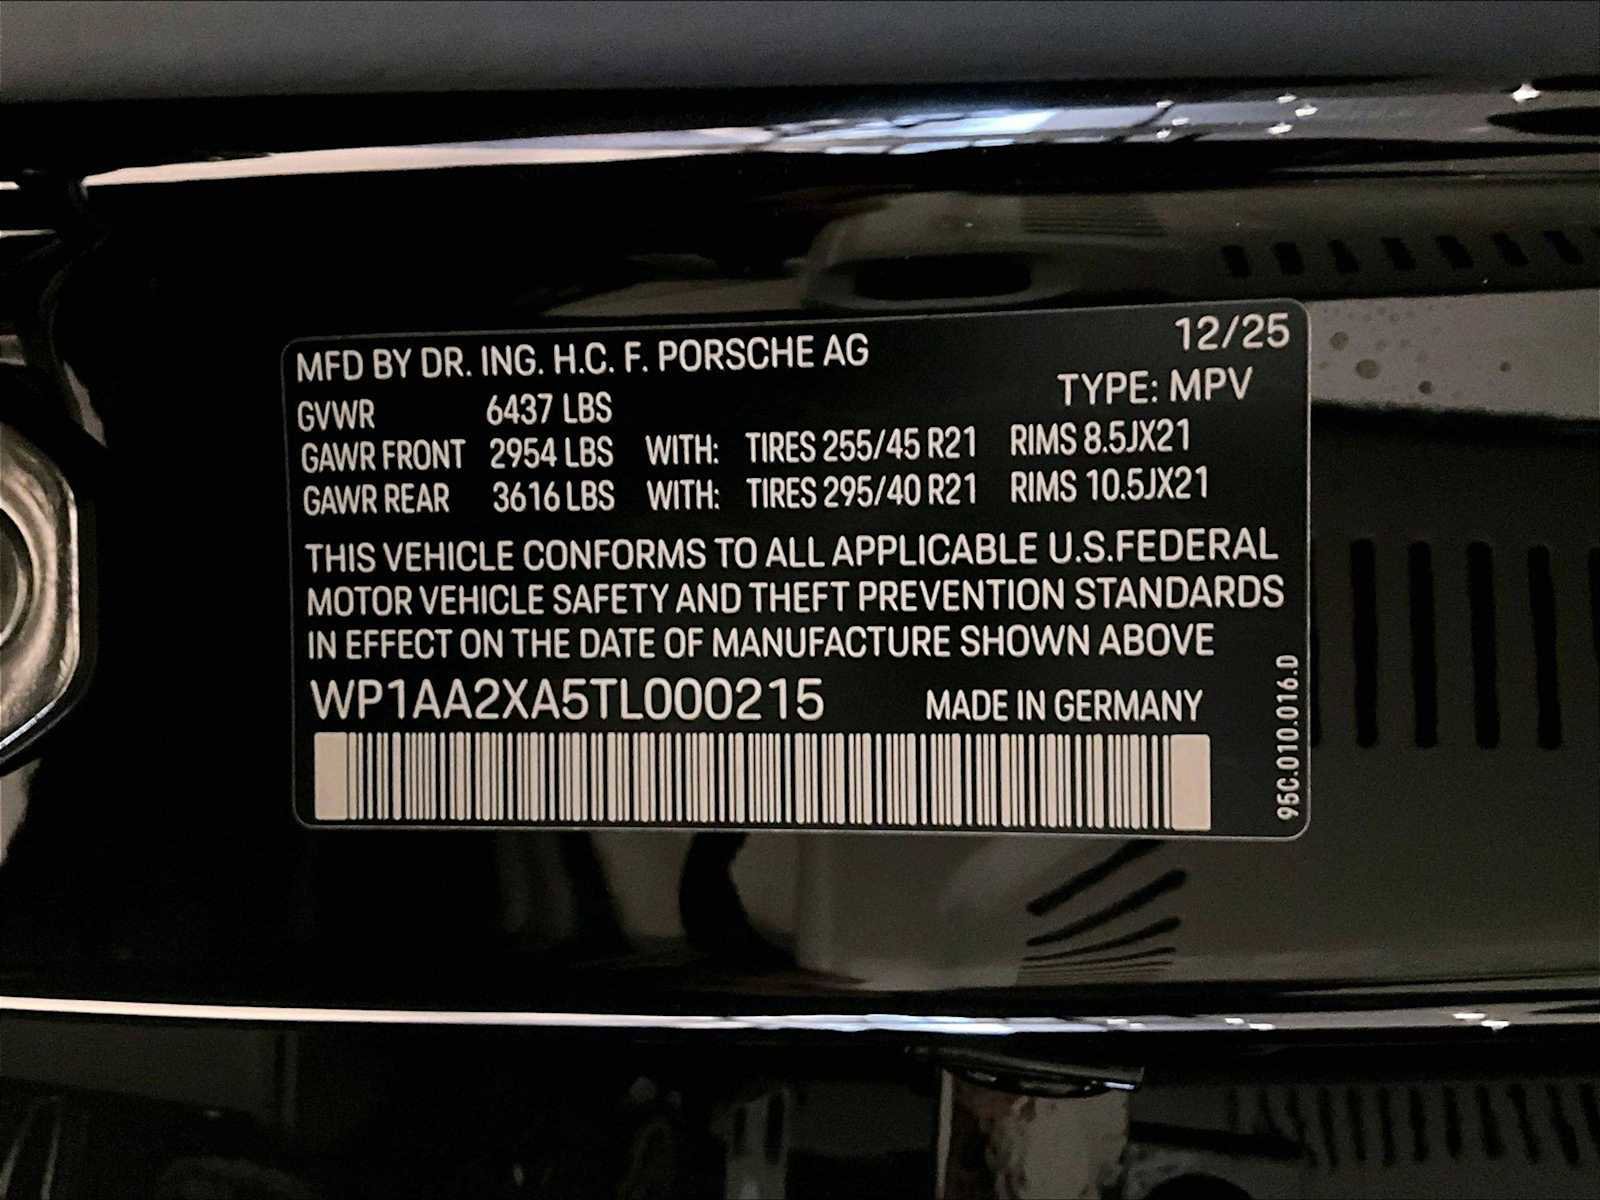 MFD BY DR. ING. H.C. F. PORSCHE AG 12/25
TYPE: MPV
GVWR 6437 LBS
GAWR FRONT 2954 LBS WITH: TIRES 255/45 R21 RIMS 8.5JX21
GAWR REAR 3616 LBS WITH: TIRES 295/40 R21 RIMS 10.5JX21
THIS VEHICLE CONFORMS TO ALL APPLICABLE U.S.FEDERAL
MOTOR VEHICLE SAFETY AND THEFT PREVENTION STANDARDS
IN EFFECT ON THE DATE OF MANUFACTURE SHOWN ABOVE
WP1AA2XA5TL000215 MADE IN GERMANY
95C.010.016.D